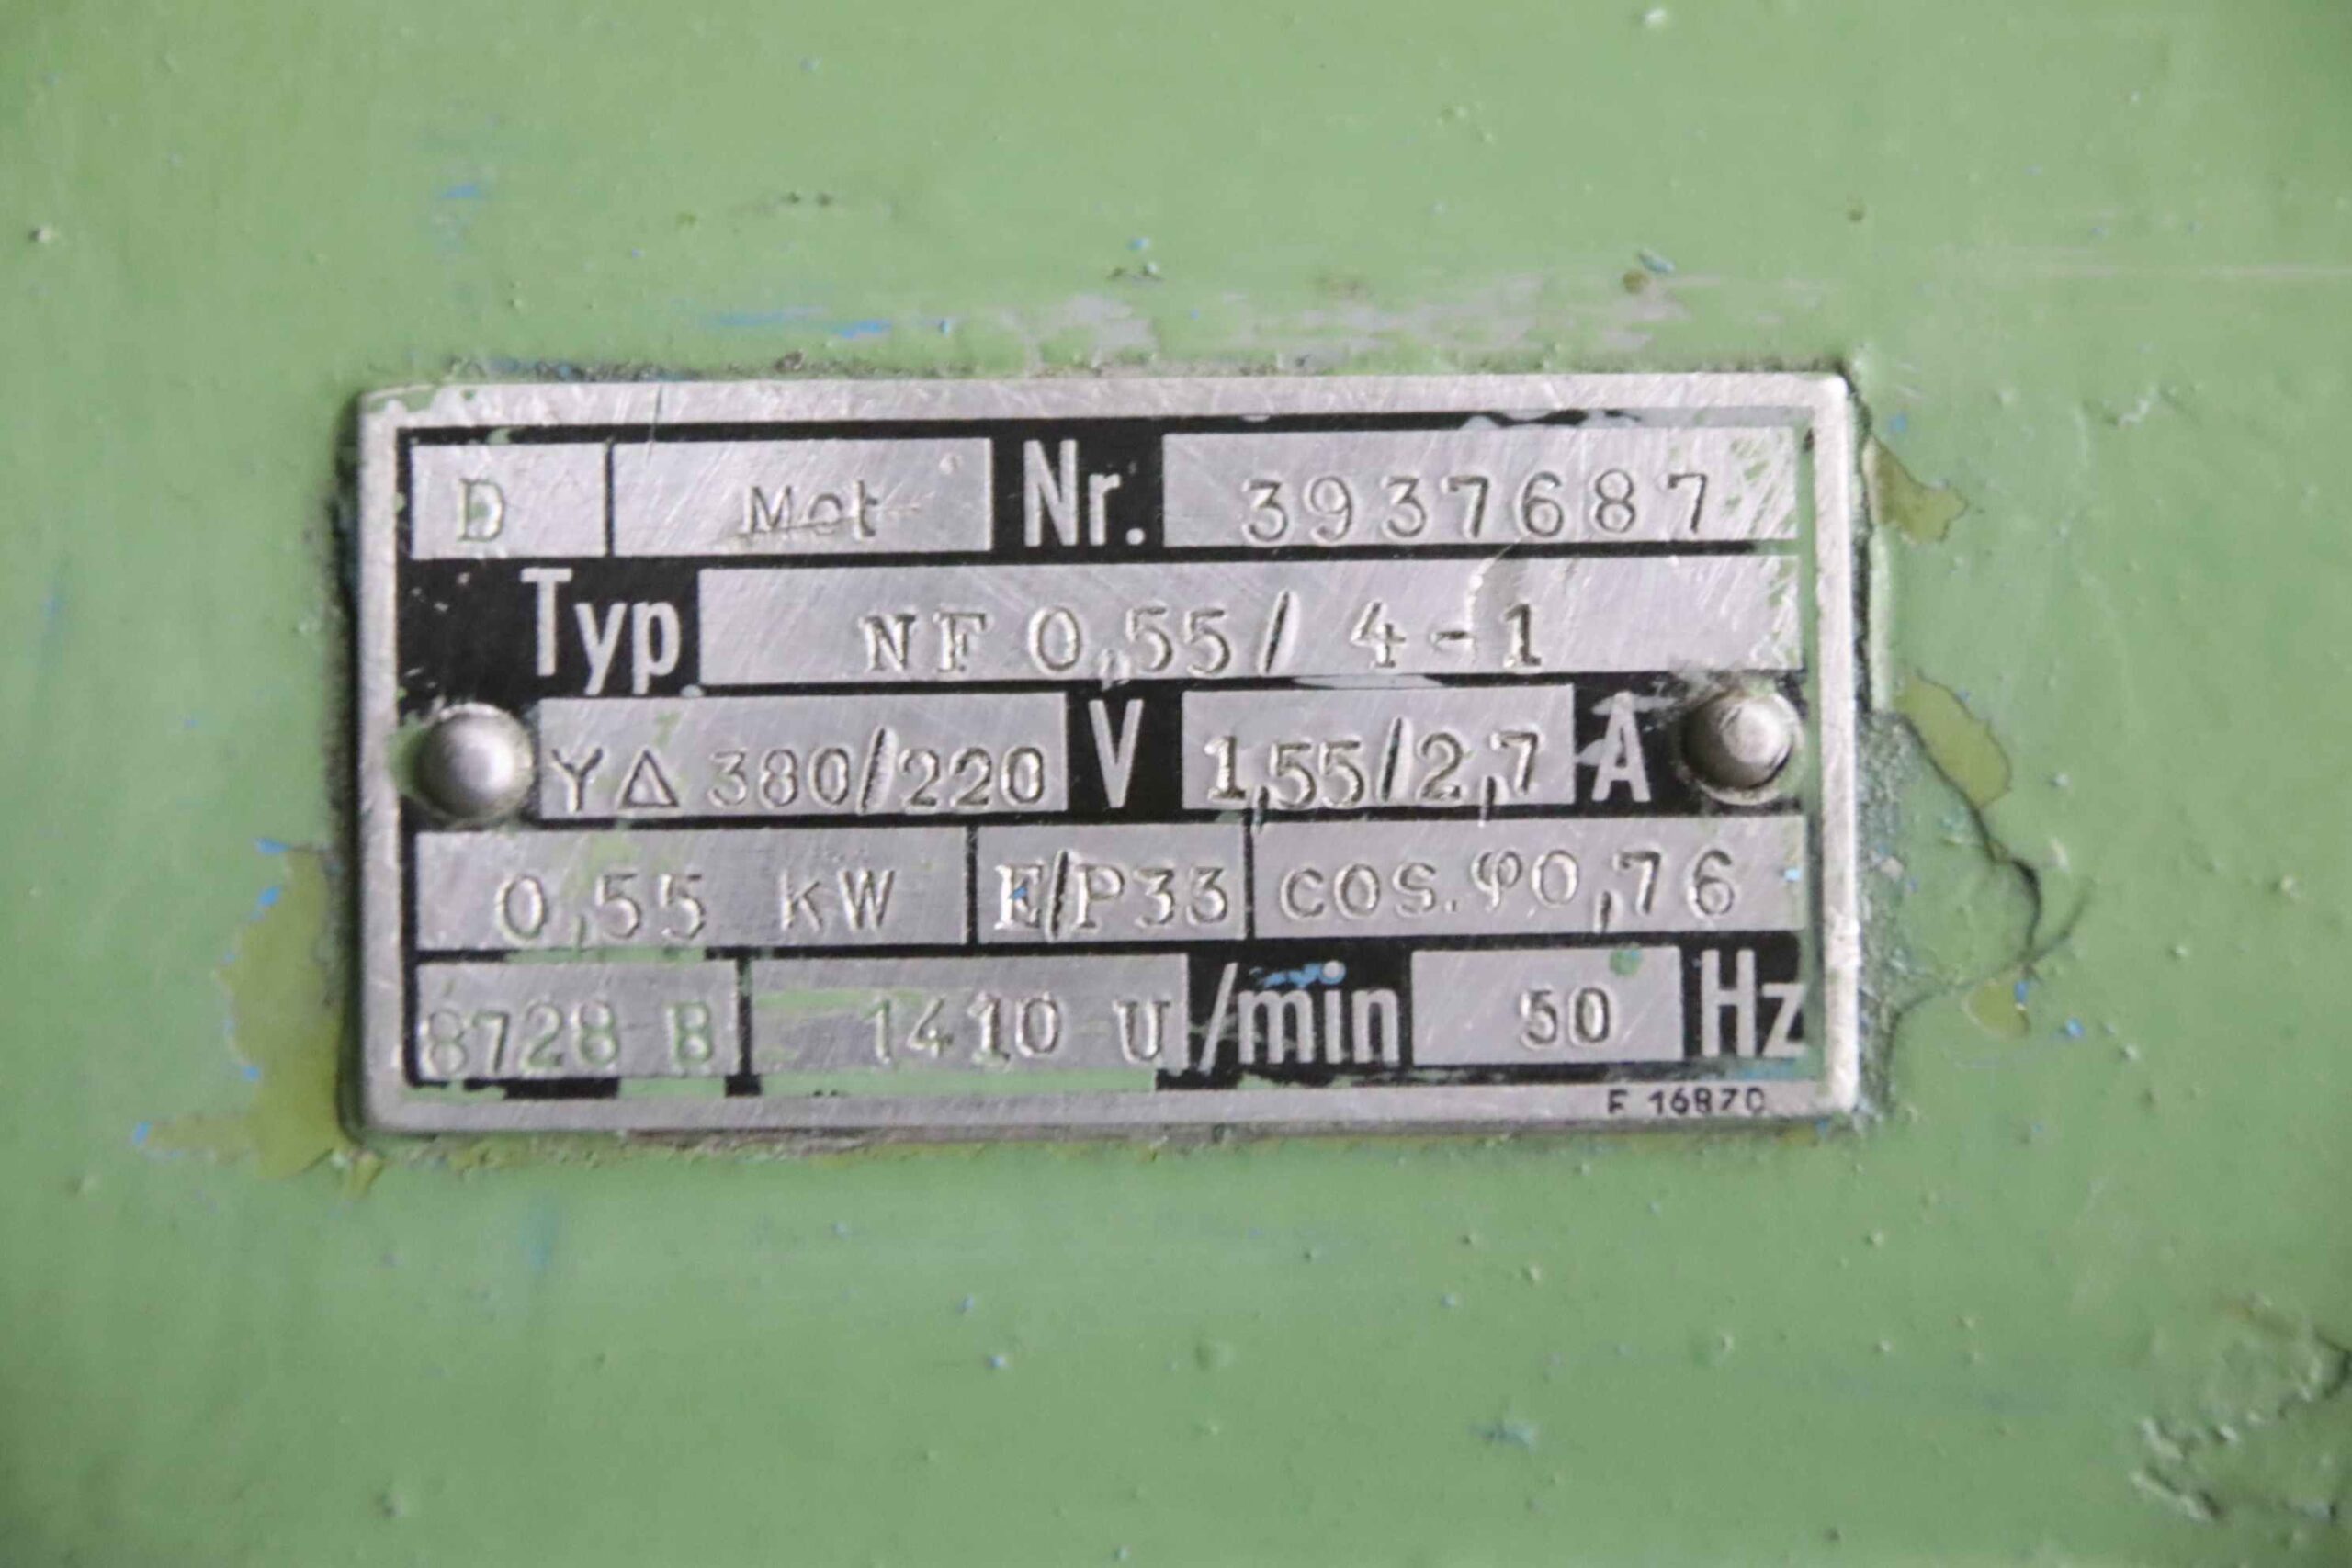 D Mot Nr. 3937687
Typ NF 0,55/ 4-1
Y∆ 380/220 V 1,55/2,7 A
0,55 KW E/P33 cos.φ0,76
8728 B 1410 U/min 50 Hz
F 16870